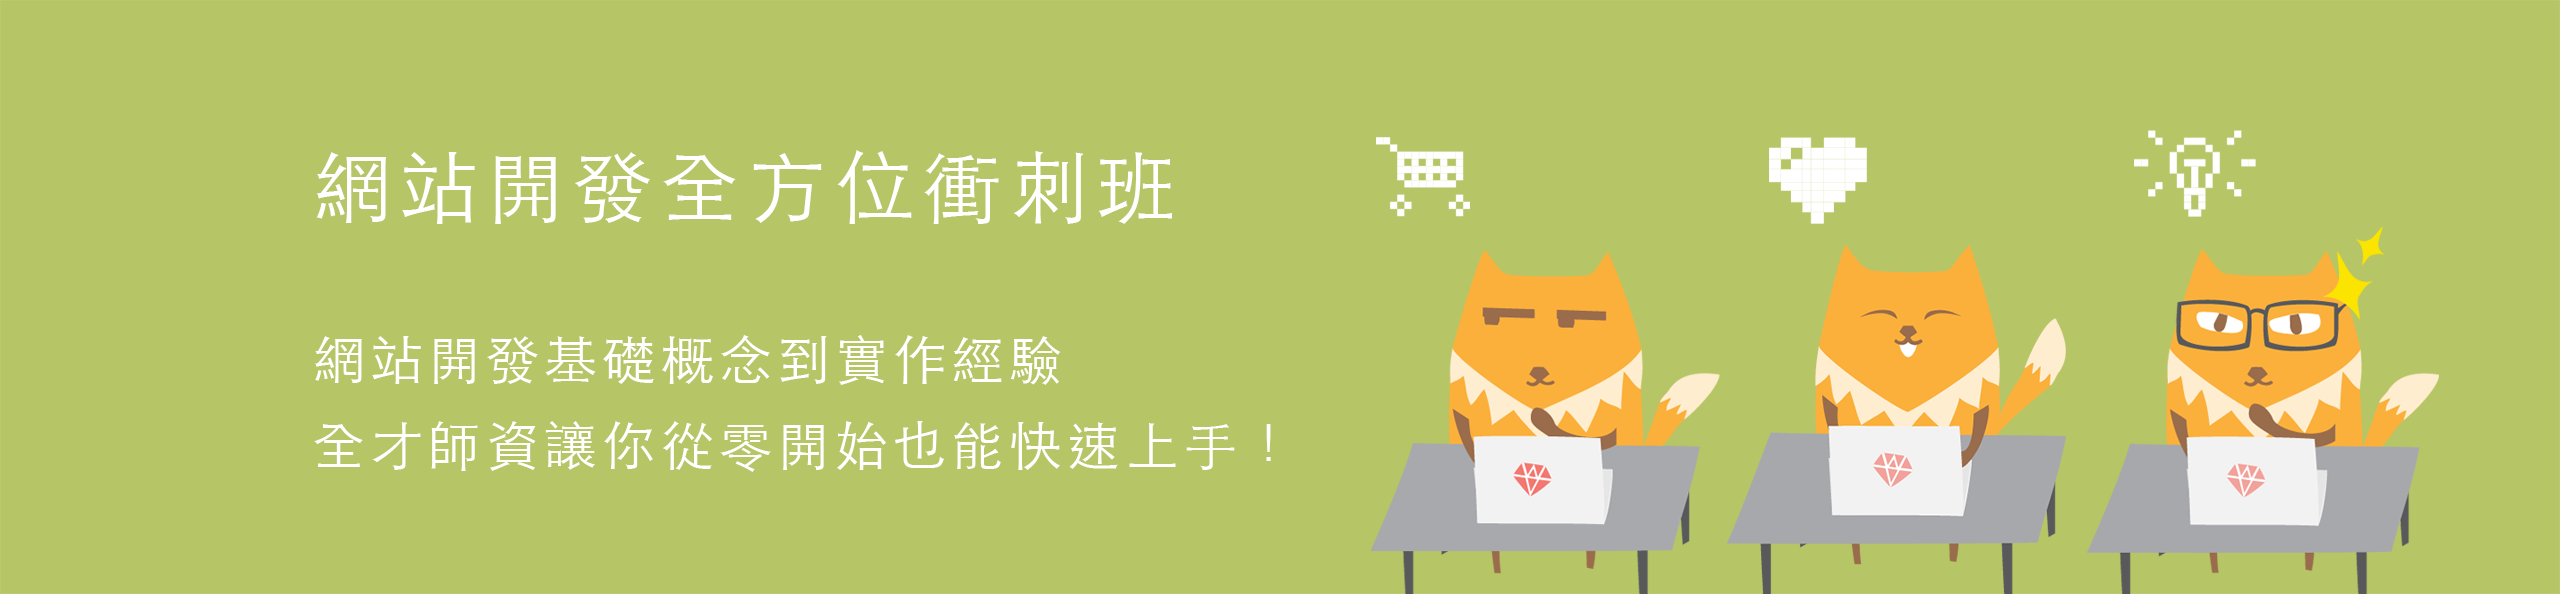 網站開發全方位衝刺班
網站開發基礎概念到實作經驗
全才師資讓你從零開始也能快速上手！